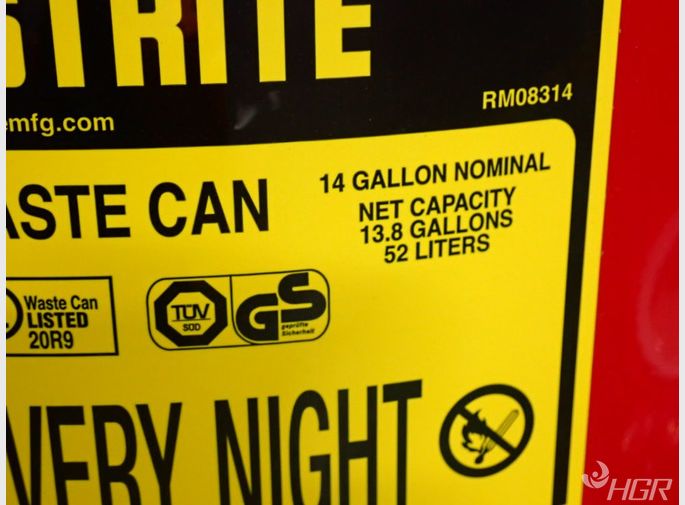 STRITE
RM08314
emfg.com
14 GALLON NOMINAL
NET CAPACITY
13.8 GALLONS
52 LITERS
ASTE CAN
Waste Can
LISTED
20R9
TÜV
SÜD
GS
geprüfte
Sicherheit
VERY NIGHT
HGR